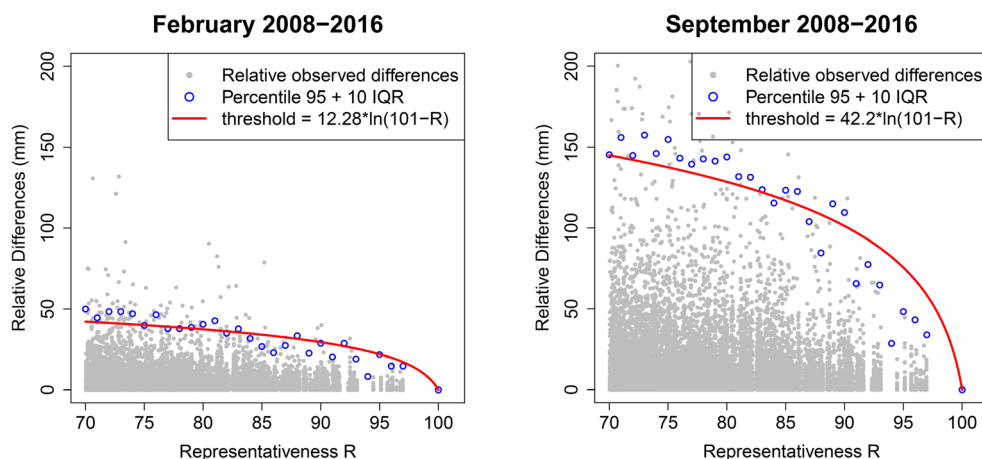 February 2008−2016
Relative observed differences
Percentile 95 + 10 IQR
threshold = 12.28*ln(101−R)
Relative Differences (mm)
200
150
100
50
0
70 75 80 85 90 95 100
Representativeness R
September 2008−2016
Relative observed differences
Percentile 95 + 10 IQR
threshold = 42.2*ln(101−R)
Relative Differences (mm)
200
150
100
50
0
70 75 80 85 90 95 100
Representativeness R